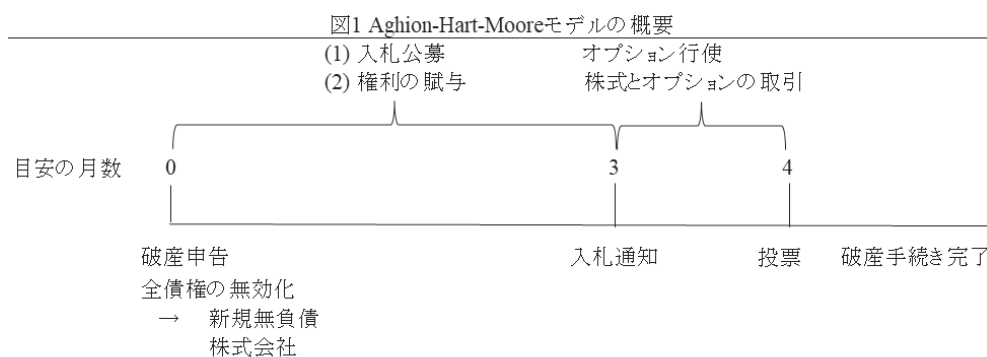 図1 Aghion-Hart-Mooreモデルの概要
(1) 入札公募 オプション行使
(2) 権利の賦与 株式とオプションの取引
目安の月数 0 3 4
破産申告 入札通知 投票 破産手続き完了
全債権の無効化
→ 新規無負債
株式会社